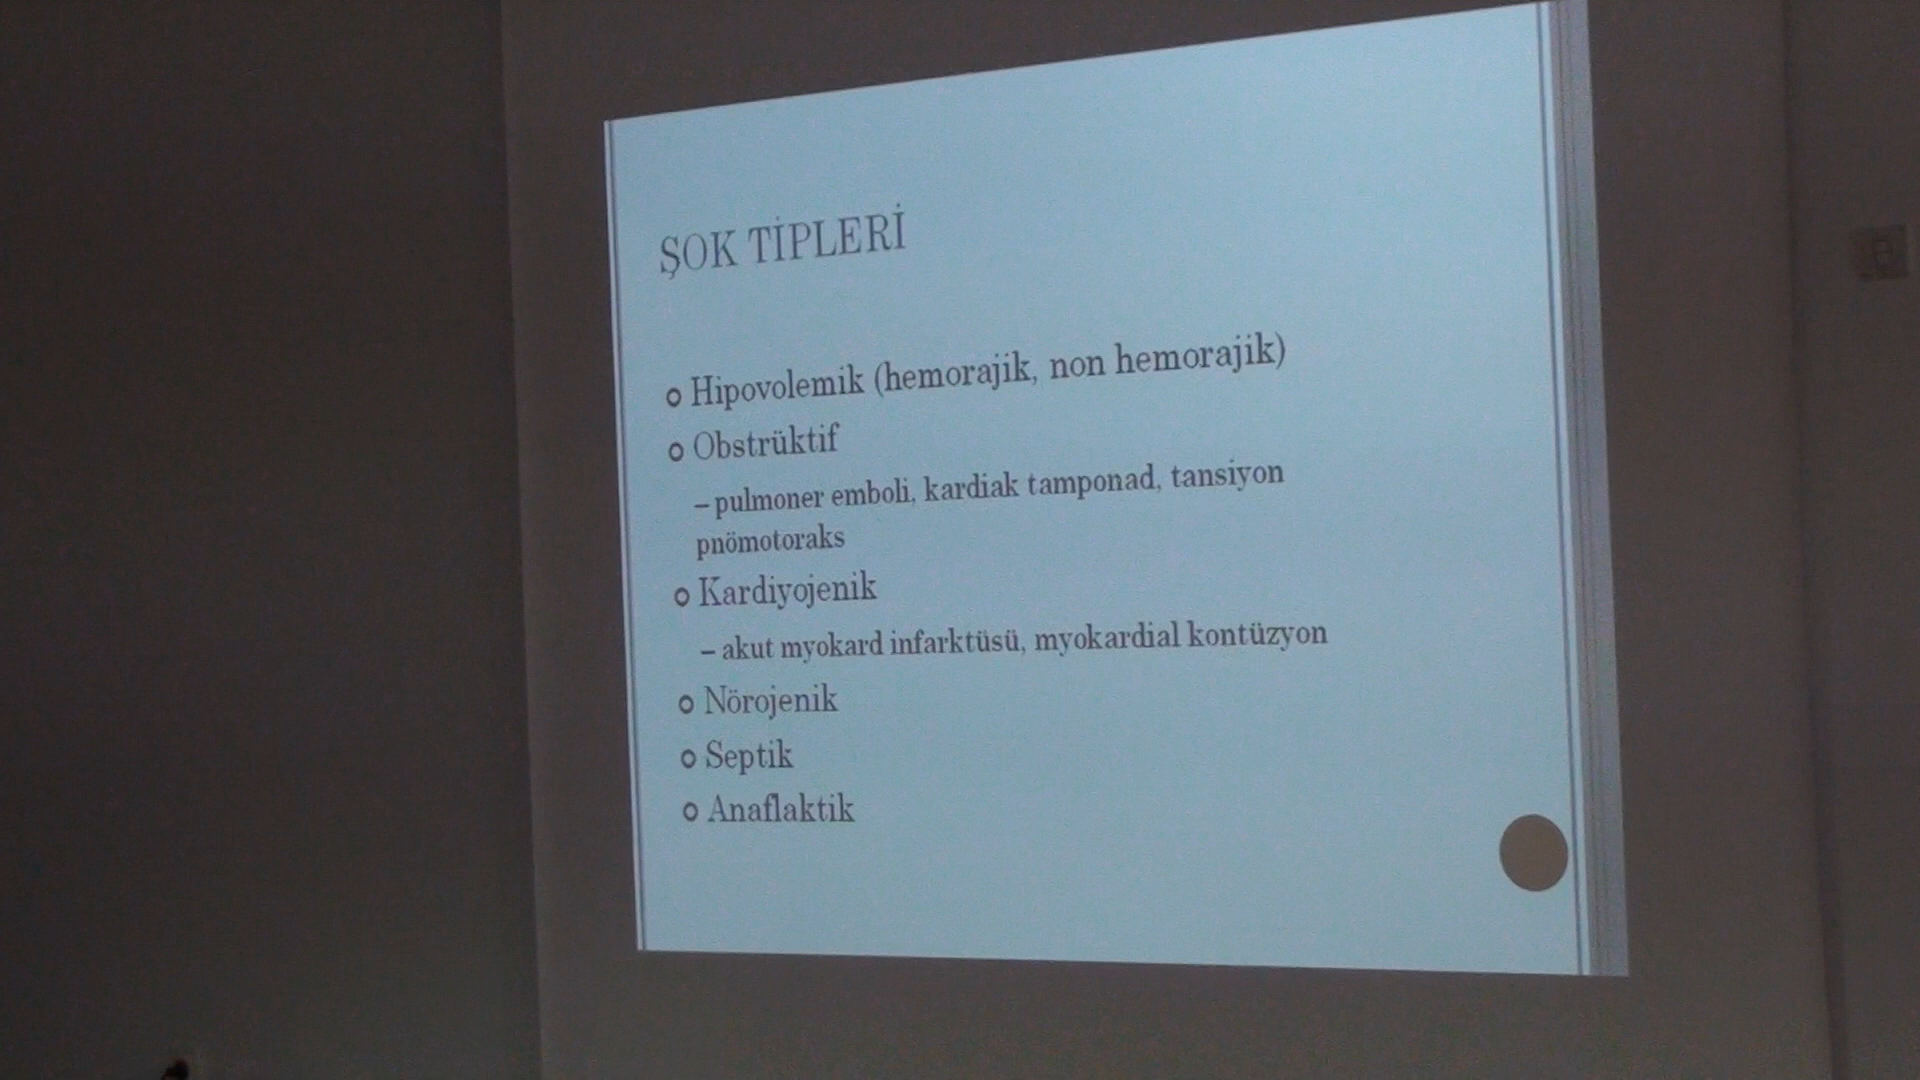 ŞOK TİPLERİ
Hipovolemik (hemorajik, non hemorajik)
Obstrüktif
– pulmoner emboli, kardiak tamponad, tansiyon
pnömotoraks
Kardiyojenik
– akut myokard infarktüsü, myokardial kontüzyon
Nörojenik
Septik
Anaflaktik